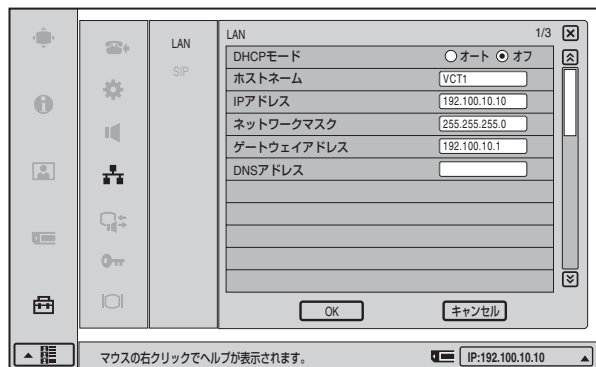 LAN
SIP
LAN 1/3
DHCPモード オート オフ
ホストネーム VCT1
IPアドレス 192.100.10.10
ネットワークマスク 255.255.255.0
ゲートウェイアドレス 192.100.10.1
DNSアドレス
OK キャンセル
マウスの右クリックでヘルプが表示されます。 IP:192.100.10.10